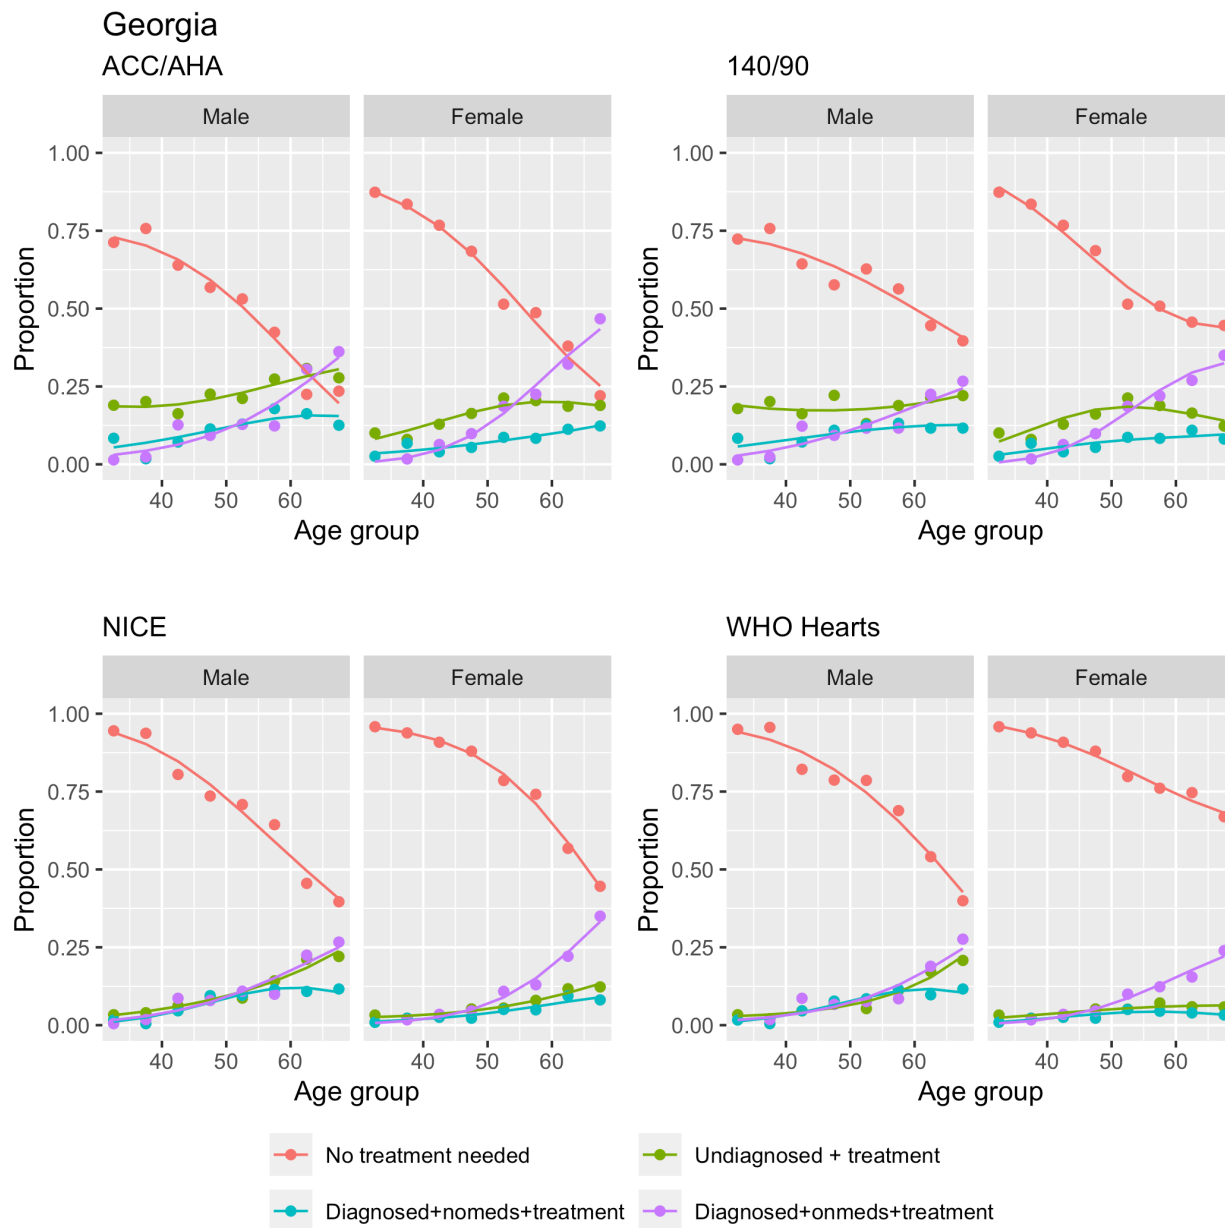 Georgia
ACC/AHA
140/90
Male Female
Male Female
1.00
0.75
0.50
0.25
0.00
Proportion
40 50 60 40 50 60
Age group
1.00
0.75
0.50
0.25
0.00
Proportion
40 50 60 40 50 60
Age group
NICE
WHO Hearts
Male Female
Male Female
1.00
0.75
0.50
0.25
0.00
Proportion
40 50 60 40 50 60
Age group
1.00
0.75
0.50
0.25
0.00
Proportion
40 50 60 40 50 60
Age group
No treatment needed
Undiagnosed + treatment
Diagnosed+nomeds+treatment
Diagnosed+onmeds+treatment